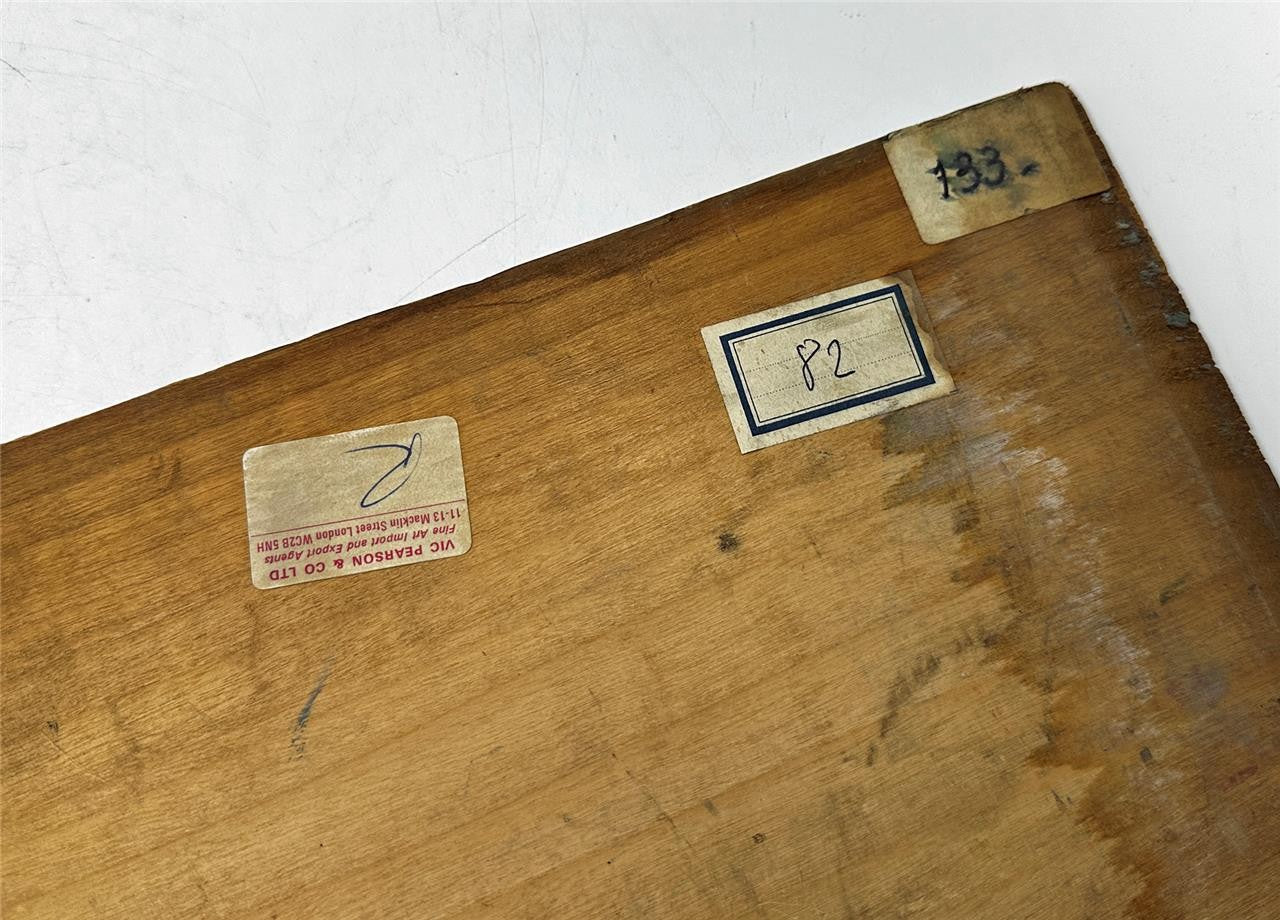 133.
82
VIC PEARSON & CO LTD
Fine Art Import and Export Agents
11-13 Macklin Street London WC2B 5NH